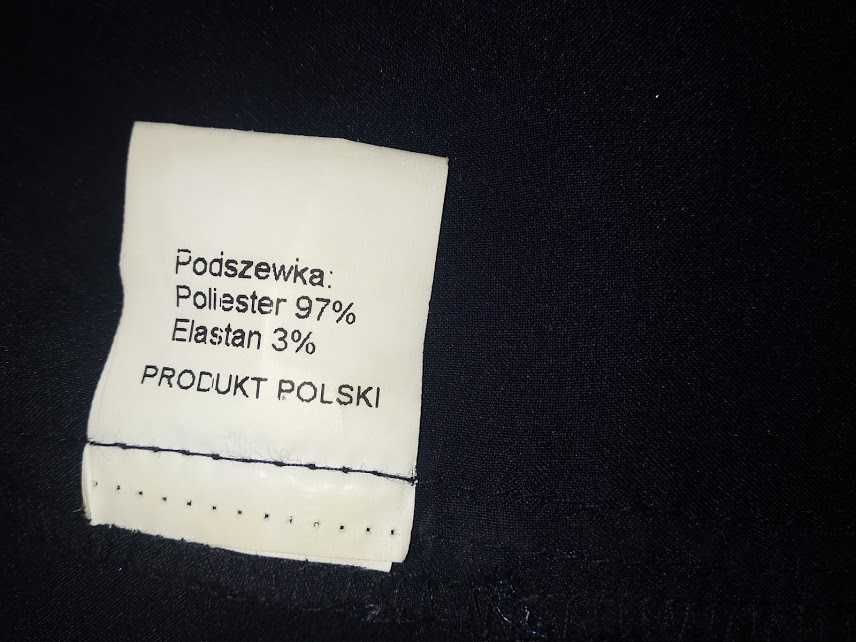 Podszewka:
Poliester 97%
Elastan 3%
PRODUKT POLSKI